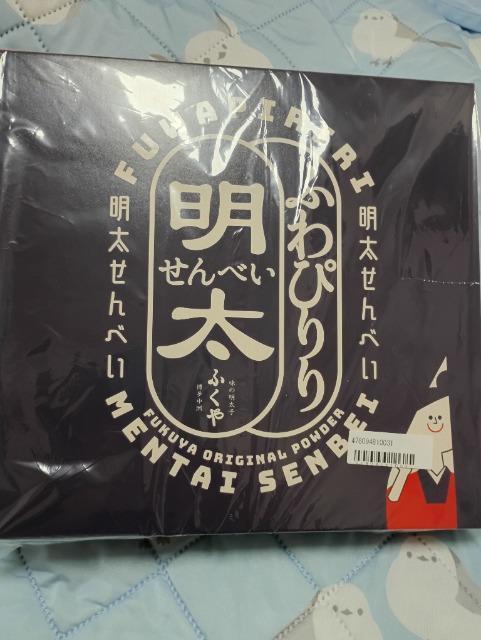 FUWAPIRIRI
明太
せんべい
ふわぴりり
明太せんべい
明太せんべい
味の明太子
ふくや
博多中洲
FUKUYA ORIGINAL POWDER
MENTAI SENBEI